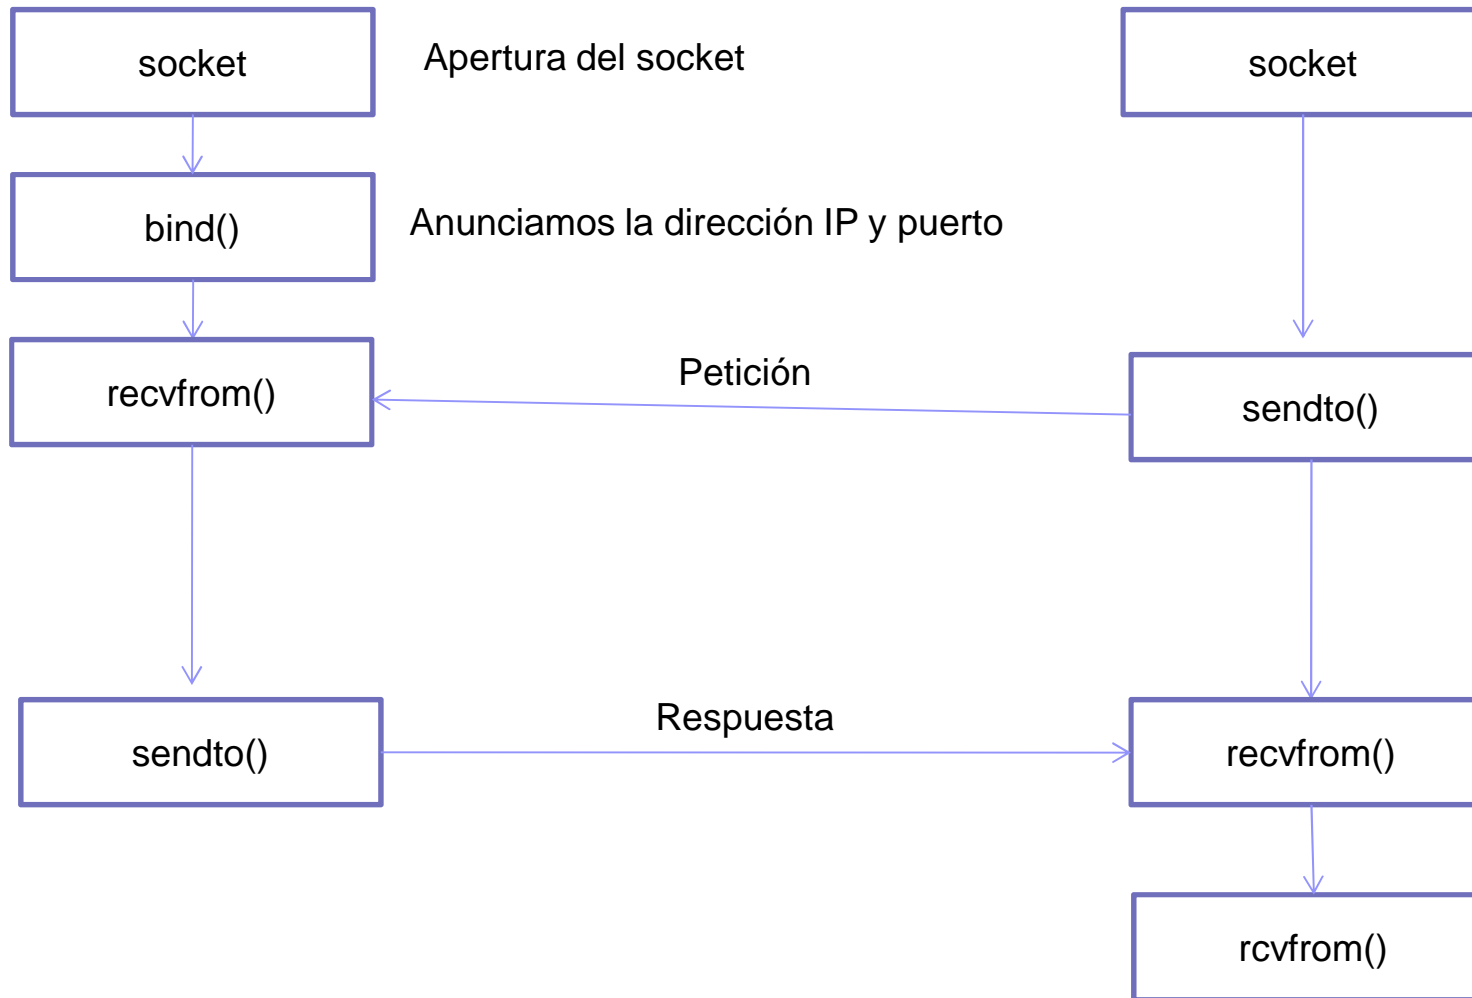 socket
Apertura del socket
socket
bind()
Anunciamos la dirección IP y puerto
recvfrom()
Petición
sendto()
sendto()
Respuesta
recvfrom()
rcvfrom()